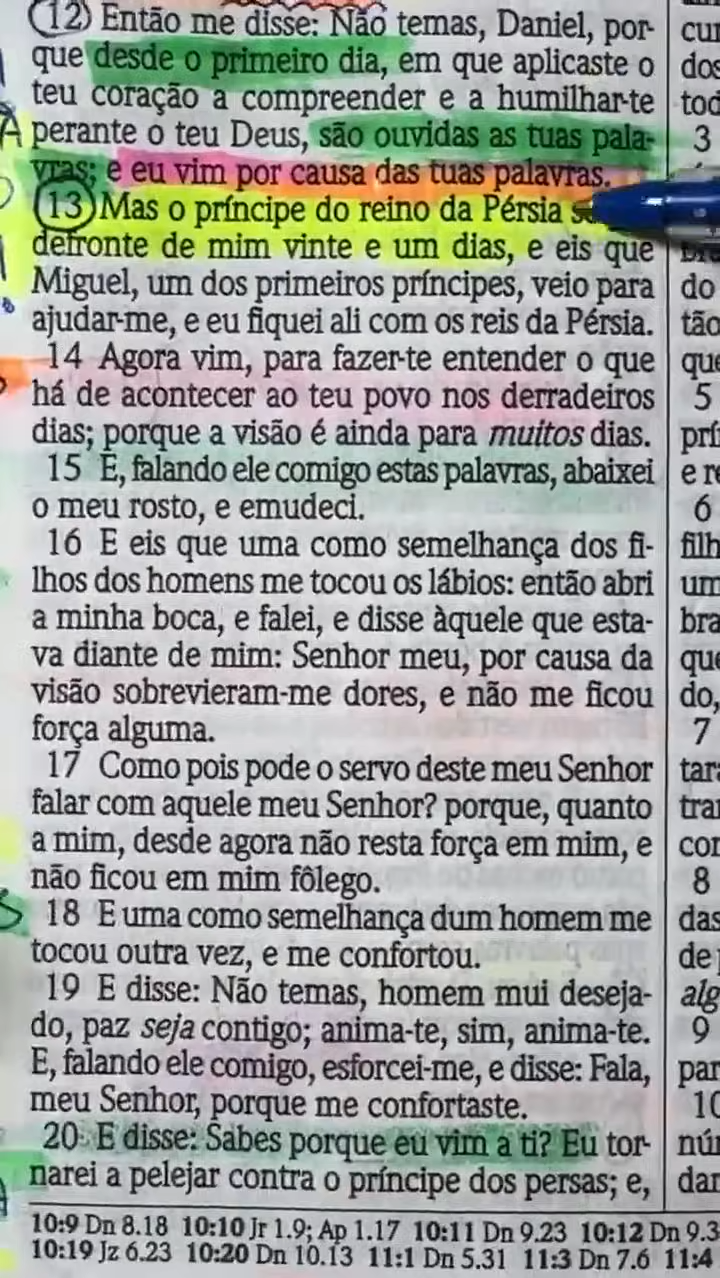 12 Então me disse: Não temas, Daniel, por-
que desde o primeiro dia, em que aplicaste o
teu coração a compreender e a humilhar-te
perante o teu Deus, são ouvidas as tuas pala-
vras; e eu vim por causa das tuas palavras.
13 Mas o príncipe do reino da Pérsia
defronte de mim vinte e um dias, e eis que
Miguel, um dos primeiros príncipes, veio para
ajudar-me, e eu fiquei ali com os reis da Pérsia.
14 Agora vim, para fazer-te entender o que
há de acontecer ao teu povo nos derradeiros
dias; porque a visão é ainda para muitos dias.
15 E, falando ele comigo estas palavras, abaixei
o meu rosto, e emudeci.
16 E eis que uma como semelhança dos fi-
lhos dos homens me tocou os lábios: então abri
a minha boca, e falei, e disse àquele que esta-
va diante de mim: Senhor meu, por causa da
visão sobrevieram-me dores, e não me ficou
força alguma.
17 Como pois pode o servo deste meu Senhor
falar com aquele meu Senhor? porque, quanto
a mim, desde agora não resta força em mim, e
não ficou em mim fôlego.
18 E uma como semelhança dum homem me
tocou outra vez, e me confortou.
19 E disse: Não temas, homem mui deseja-
do, paz seja contigo; anima-te, sim, anima-te.
E, falando ele comigo, esforcei-me, e disse: Fala,
meu Senhor, porque me confortaste.
20 E disse: Sabes porque eu vim a ti? Eu tor-
narei a pelejar contra o príncipe dos persas; e,
10:9 Dn 8.18 10:10 Jr 1.9; Ap 1.17 10:11 Dn 9.23 10:12 Dn 9.3
10:19 Jz 6.23 10:20 Dn 10.13 11:1 Dn 5.31 11:3 Dn 7.6 11:4
3
do
que
5
e
6
um
que
do,
7
8
das
de
9
10